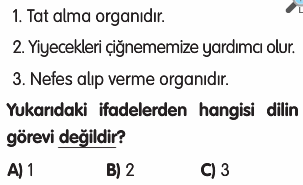 1. Tat alma organıdır.
2. Yiyecekleri çiğnememize yardımcı olur.
3. Nefes alıp verme organıdır.
Yukarıdaki ifadelerden hangisi dilin
görevi değildir?
A) 1 B) 2 C) 3